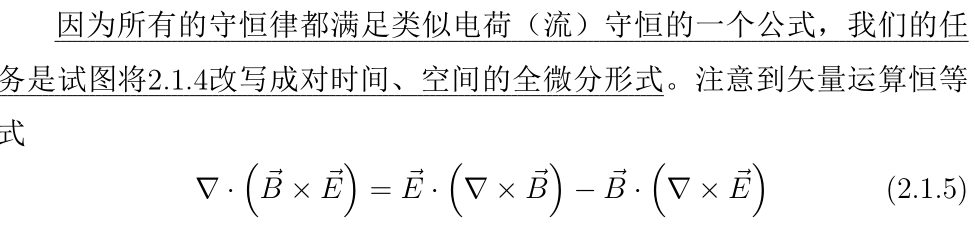 因为所有的守恒律都满足类似电荷（流）守恒的一个公式，我们的任
务是试图将2.1.4改写成对时间、空间的全微分形式。注意到矢量运算恒等
式
∇ · (B⃗ × E⃗) = E⃗ · (∇ × B⃗) − B⃗ · (∇ × E⃗) (2.1.5)